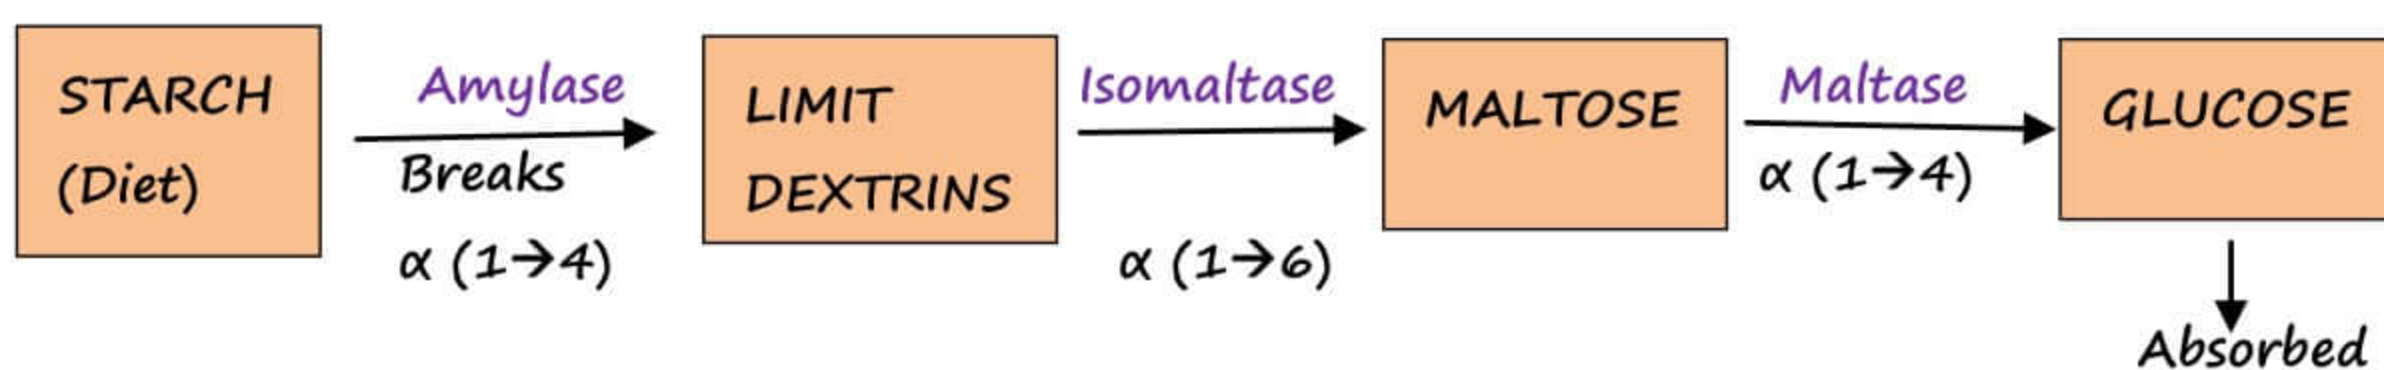 STARCH
(Diet)
Amylase
Breaks
α (1→4)
LIMIT
DEXTRINS
Isomaltase
α (1→6)
MALTOSE
Maltase
α (1→4)
GLUCOSE
Absorbed